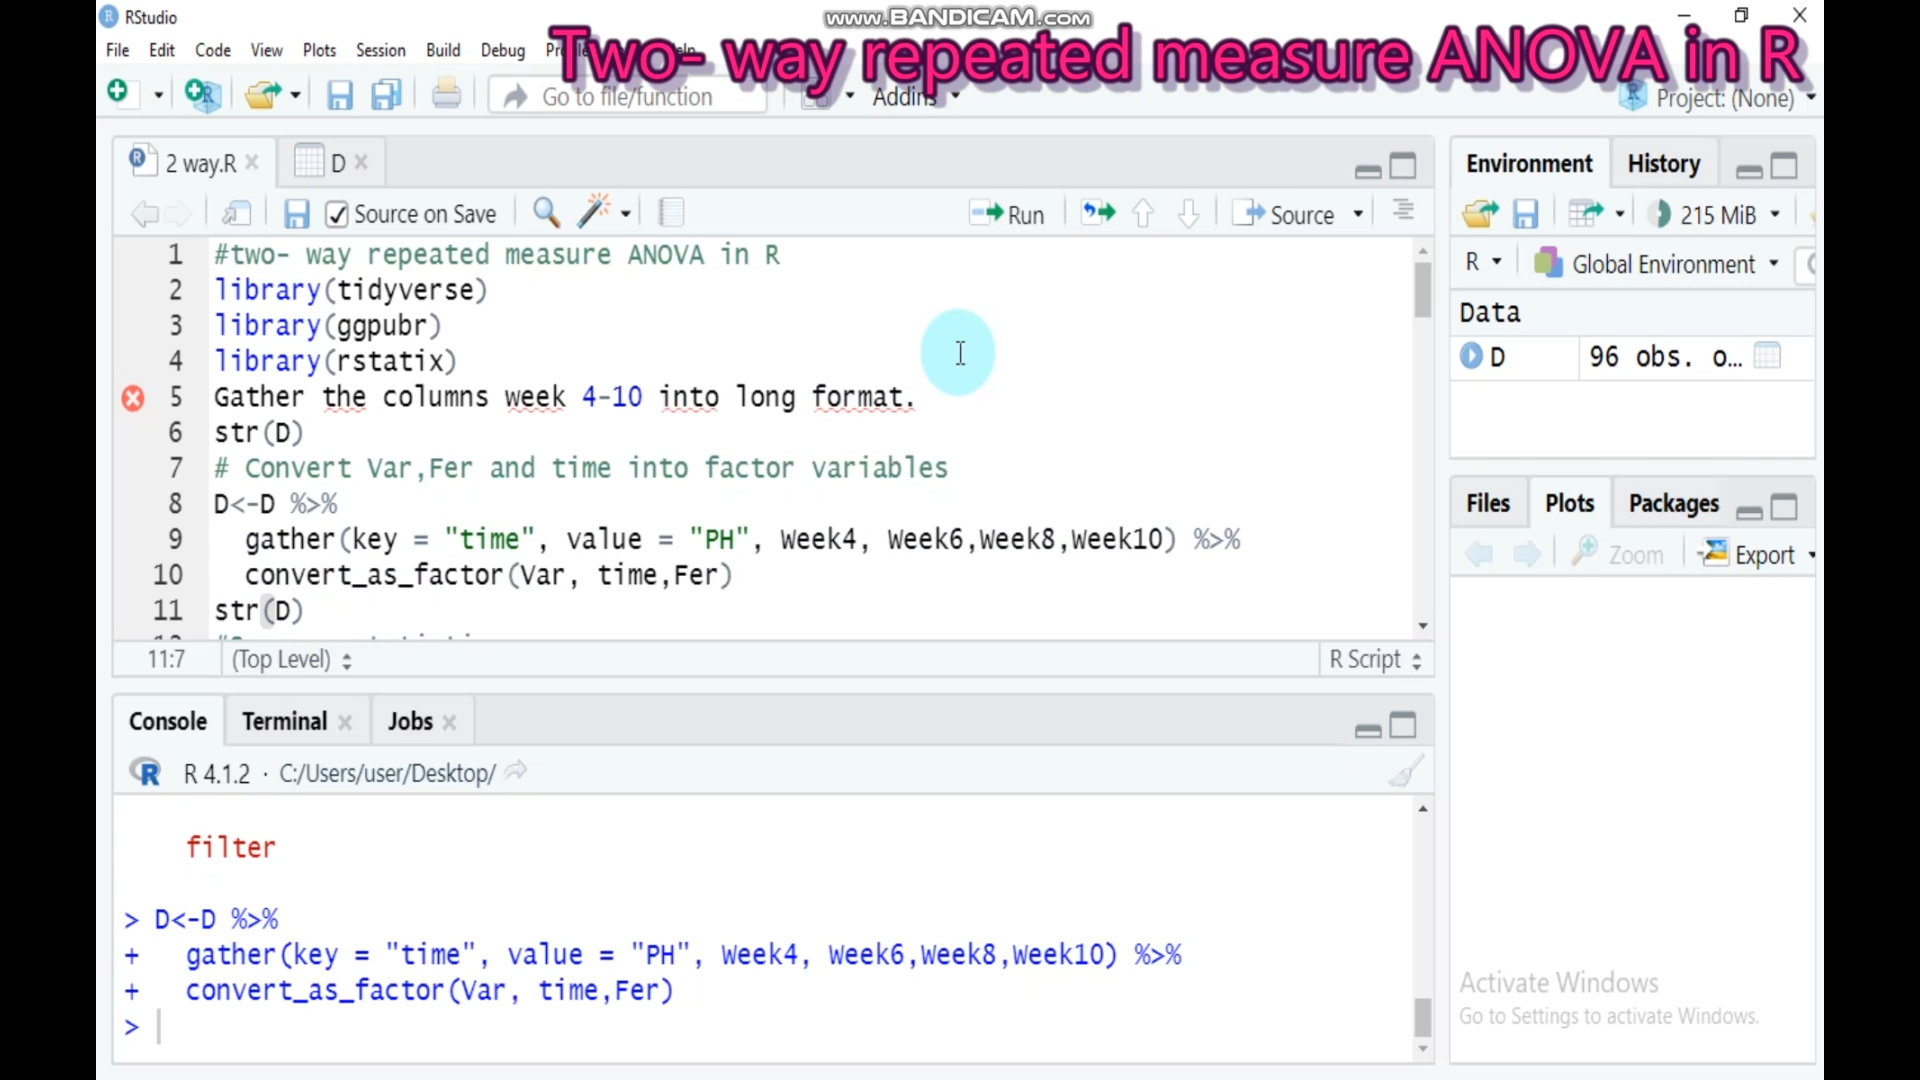 RStudio
www.BANDICAM.com
File Edit Code View Plots Session Build Debug
Two- way repeated measure ANOVA in R
Go to file/function
Addins
Project: (None)
2 way.R
D
Source on Save
Run
Source
1 #two- way repeated measure ANOVA in R
2 library(tidyverse)
3 library(ggpubr)
4 library(rstatix)
5 Gather the columns week 4-10 into long format.
6 str(D)
7 # Convert Var,Fer and time into factor variables
8 D<-D %>%
9 gather(key = "time", value = "PH", Week4, Week6,Week8,Week10) %>%
10 convert_as_factor(Var, time,Fer)
11 str(D)
11:7 (Top Level) R Script
Console Terminal Jobs
R 4.1.2 · C:/Users/user/Desktop/
filter
> D<-D %>%
+ gather(key = "time", value = "PH", Week4, Week6,Week8,Week10) %>%
+ convert_as_factor(Var, time,Fer)
>
Environment History
215 MiB
R Global Environment
Data
D 96 obs. o…
Files Plots Packages
Zoom Export
Activate Windows
Go to Settings to activate Windows.